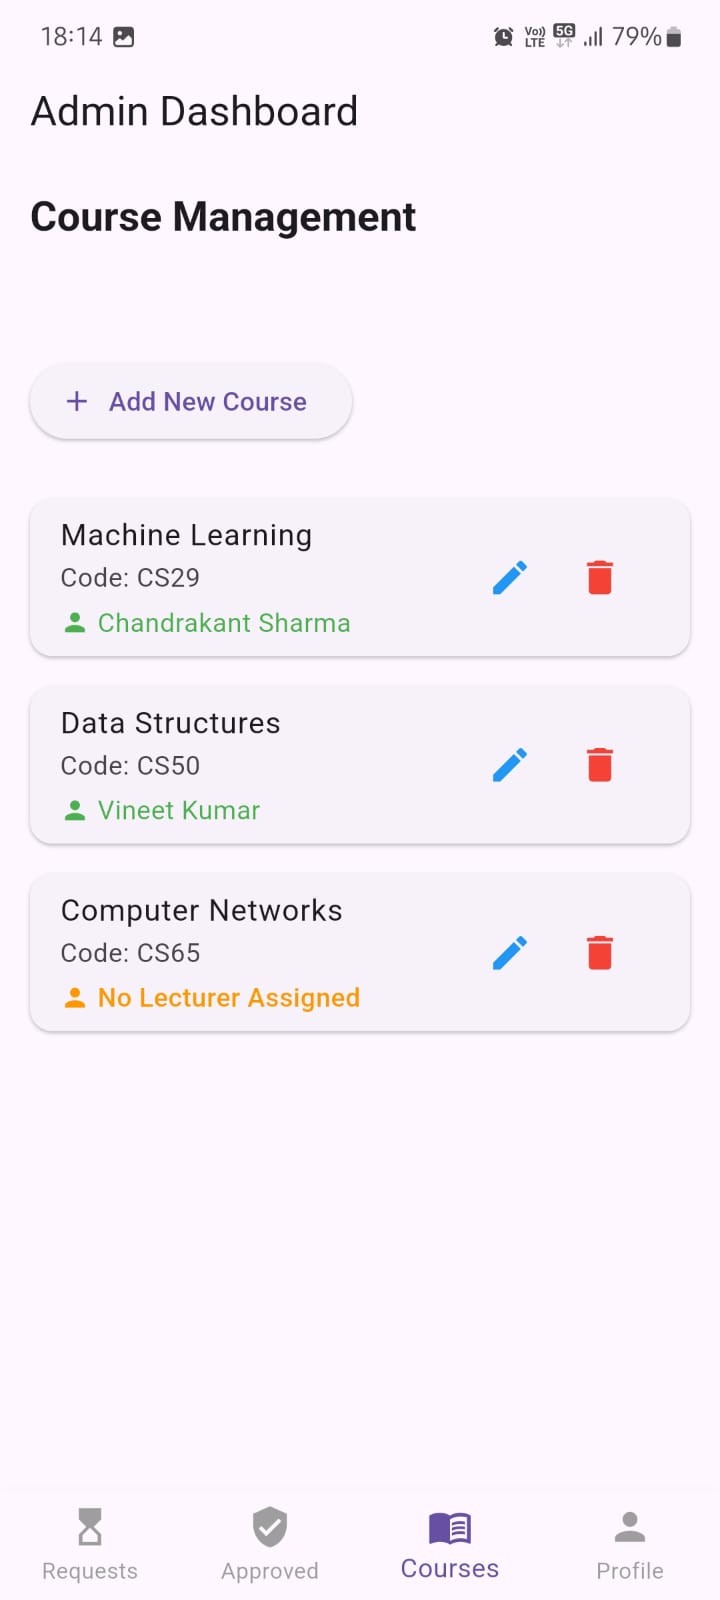 18:14
Vo)) LTE 5G 79%
Admin Dashboard
Course Management
+ Add New Course
Machine Learning
Code: CS29
Chandrakant Sharma
Data Structures
Code: CS50
Vineet Kumar
Computer Networks
Code: CS65
No Lecturer Assigned
Requests
Approved
Courses
Profile